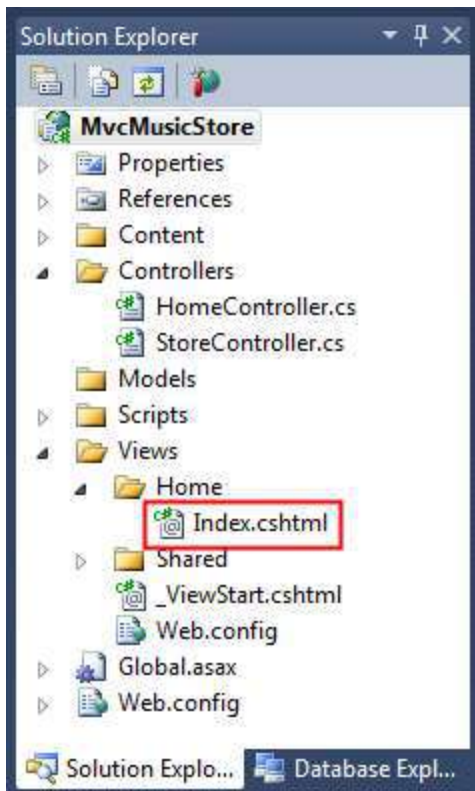 Solution Explorer
MvcMusicStore
Properties
References
Content
Controllers
HomeController.cs
StoreController.cs
Models
Scripts
Views
Home
Index.cshtml
Shared
_ViewStart.cshtml
Web.config
Global.asax
Web.config
Solution Explo... Database Expl...